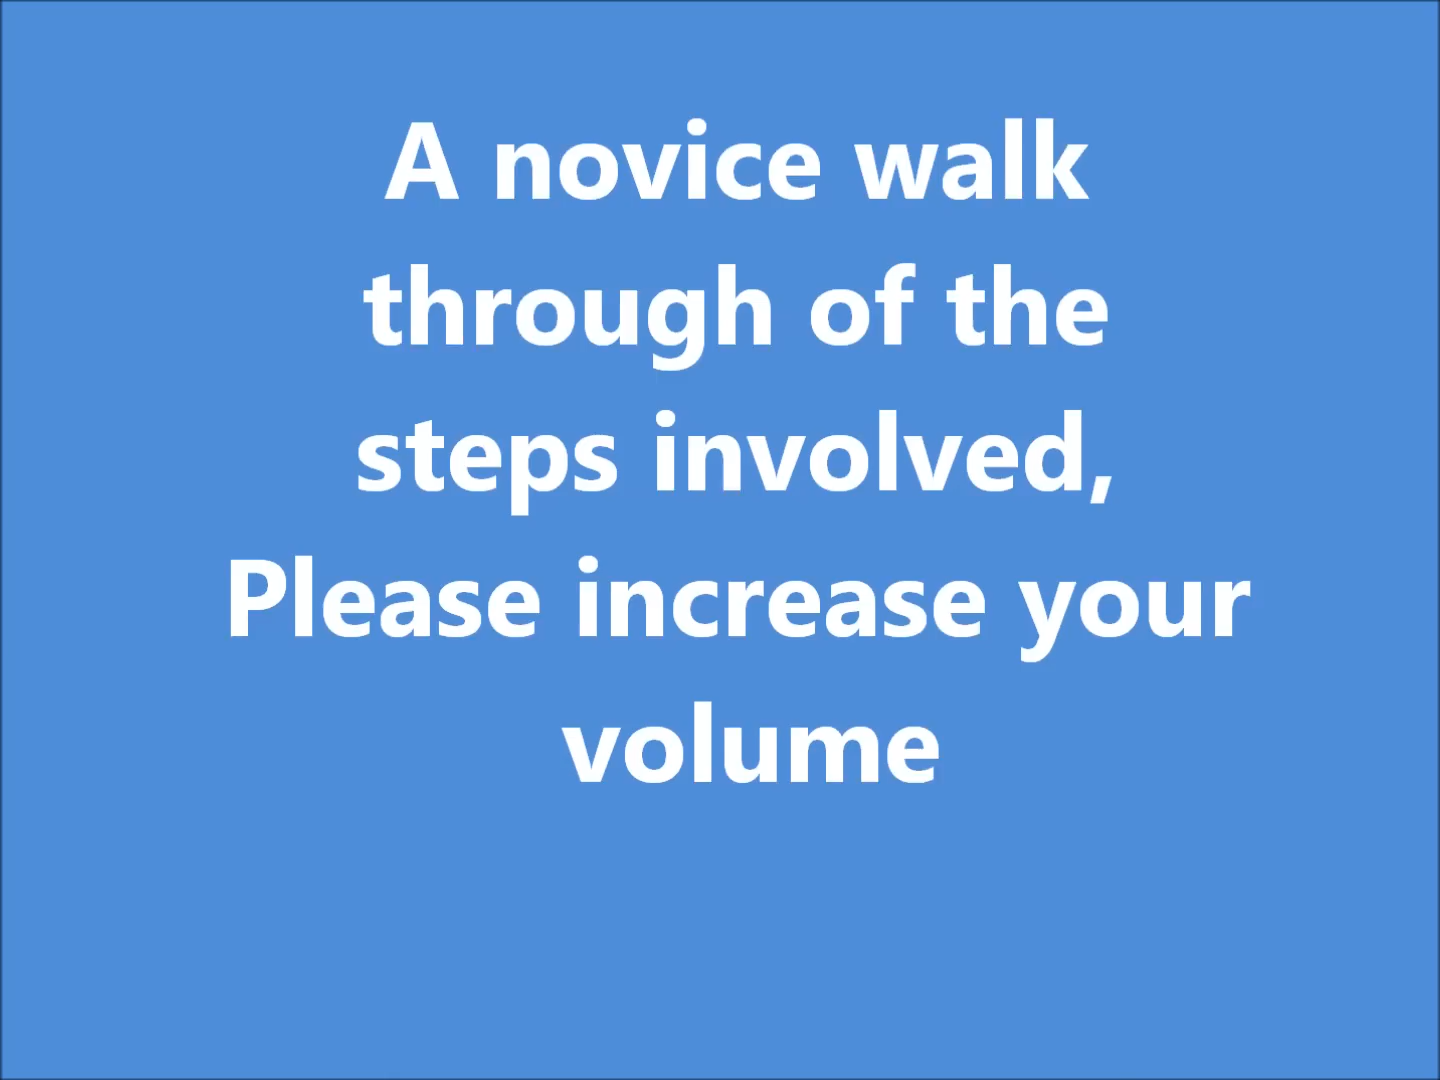 A novice walk
through of the
steps involved,
Please increase your
volume